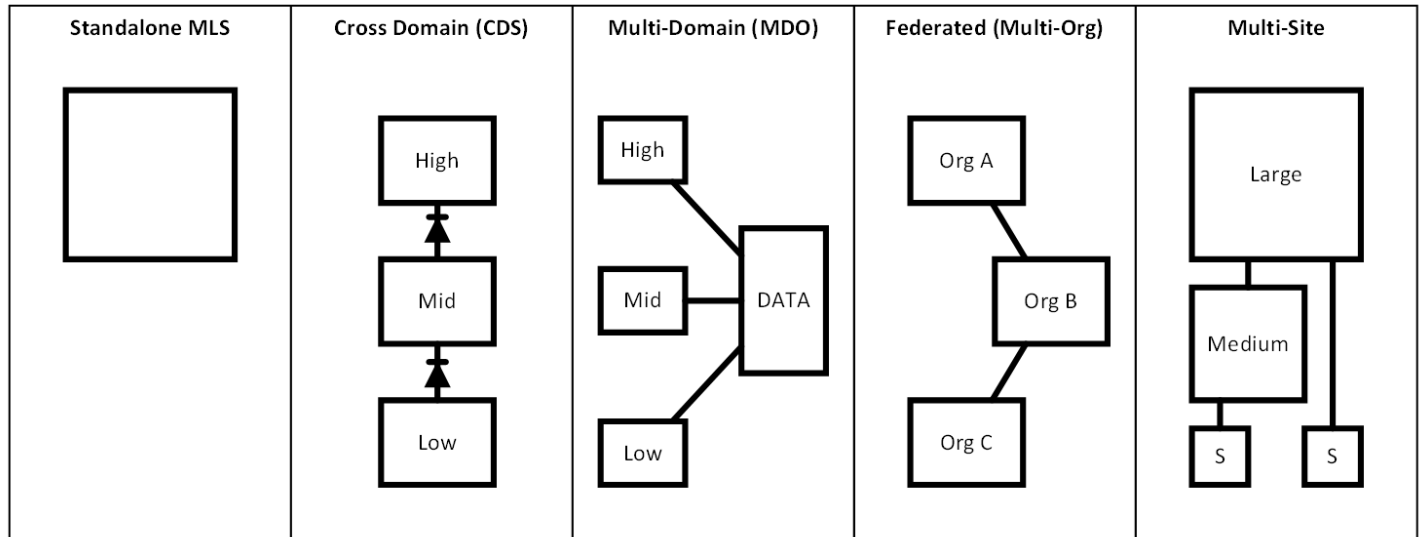 Standalone MLS
Cross Domain (CDS)
High
Mid
Low
Multi-Domain (MDO)
High
Mid
DATA
Low
Federated (Multi-Org)
Org A
Org B
Org C
Multi-Site
Large
Medium
S
S